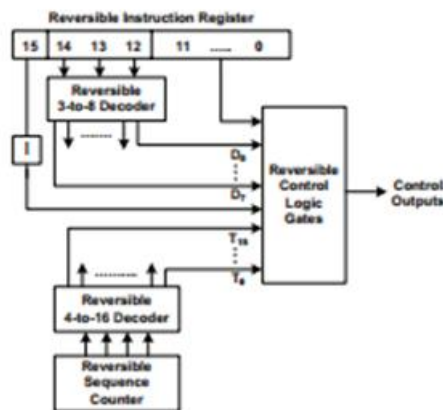 Reversible Instruction Register
15 14 13 12 11 ..... 0
Reversible
3-to-8 Decoder
I
D₀
D₇
Reversible
Control
Logic
Gates
Control
Outputs
T₁₅
T₀
Reversible
4-to-16 Decoder
Reversible
Sequence
Counter